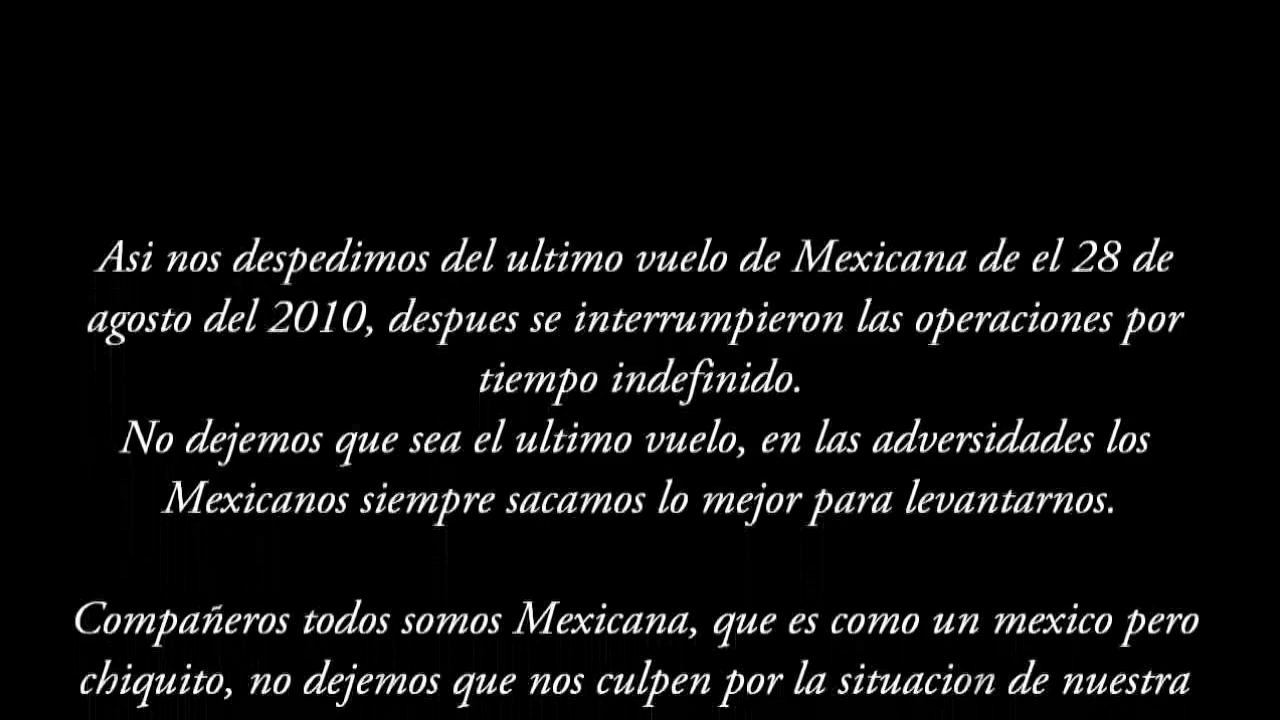 Asi nos despedimos del ultimo vuelo de Mexicana de el 28 de
agosto del 2010, despues se interrumpieron las operaciones por
tiempo indefinido.
No dejemos que sea el ultimo vuelo, en las adversidades los
Mexicanos siempre sacamos lo mejor para levantarnos.
Compañeros todos somos Mexicana, que es como un mexico pero
chiquito, no dejemos que nos culpen por la situacion de nuestra